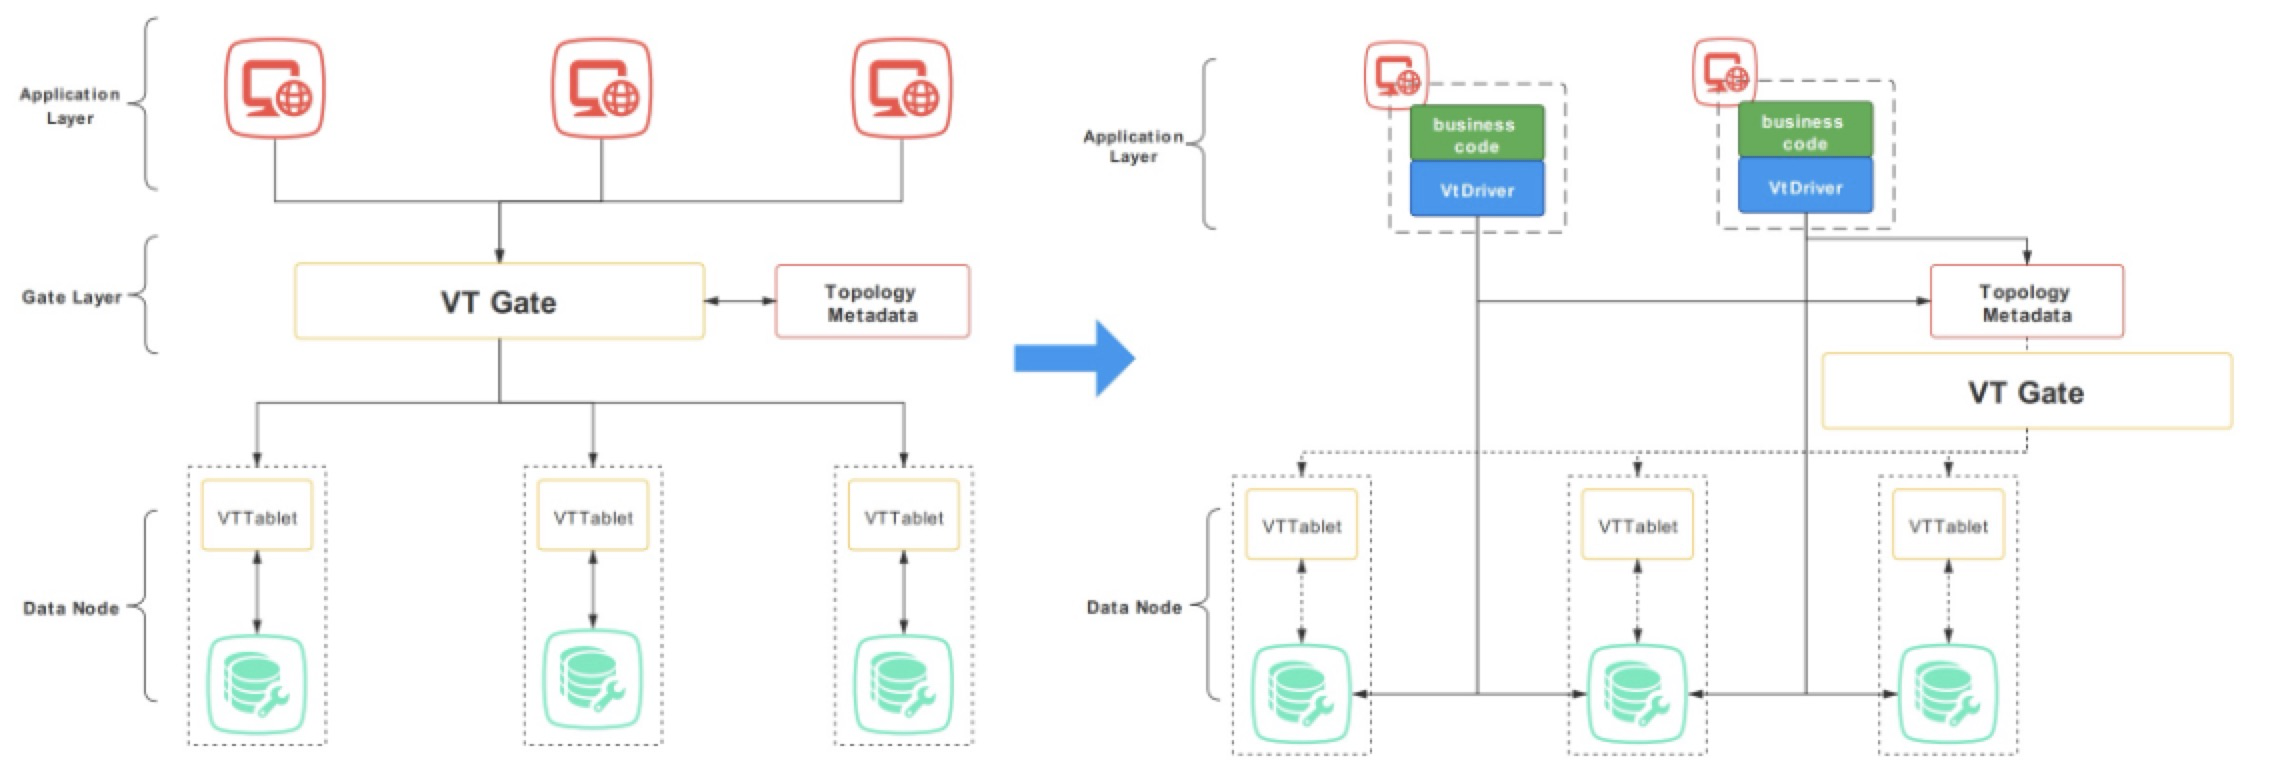 Application
Layer
Gate Layer
VT Gate
Topology
Metadata
VTTablet
VTTablet
VTTablet
Data Node
Application
Layer
business
code
VtDriver
business
code
VtDriver
Topology
Metadata
VT Gate
VTTablet
VTTablet
VTTablet
Data Node